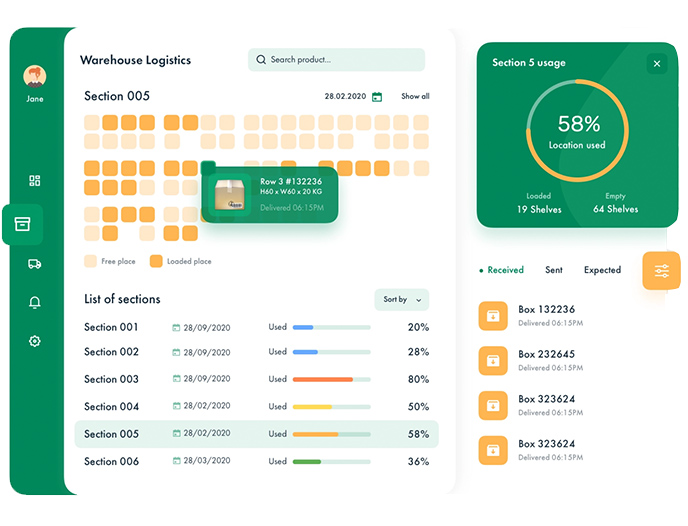 Jane
Warehouse Logistics
Search product...
Section 005
28.02.2020
Show all
Row 3 #132236
H60 x W60 x 20 KG
Delivered 06:15PM
Free place
Loaded place
List of sections
Sort by
Section 001 28/09/2020 Used 20%
Section 002 28/09/2020 Used 28%
Section 003 28/09/2020 Used 80%
Section 004 28/02/2020 Used 50%
Section 005 28/02/2020 Used 58%
Section 006 28/03/2020 Used 36%
Section 5 usage
58%
Location used
Loaded Empty
19 Shelves 64 Shelves
Received Sent Expected
Box 132236
Delivered 06:15PM
Box 232645
Delivered 06:15PM
Box 323624
Delivered 06:15PM
Box 323624
Delivered 06:15PM